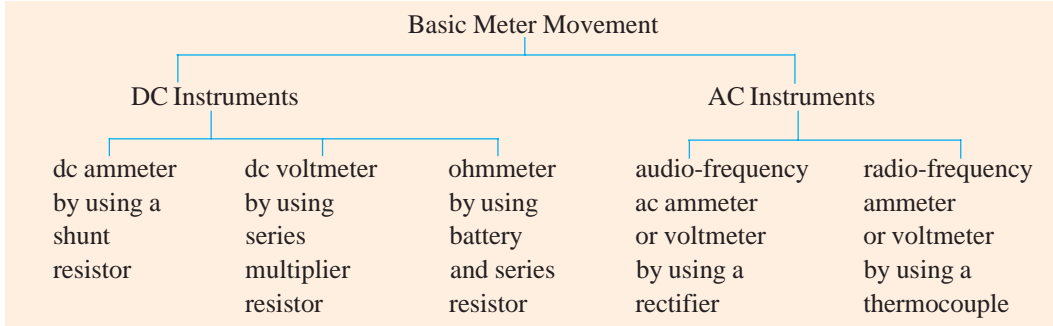 Basic Meter Movement
DC Instruments
AC Instruments
dc ammeter
by using a
shunt
resistor
dc voltmeter
by using
series
multiplier
resistor
ohmmeter
by using
battery
and series
resistor
audio-frequency
ac ammeter
or voltmeter
by using a
rectifier
radio-frequency
ammeter
or voltmeter
by using a
thermocouple